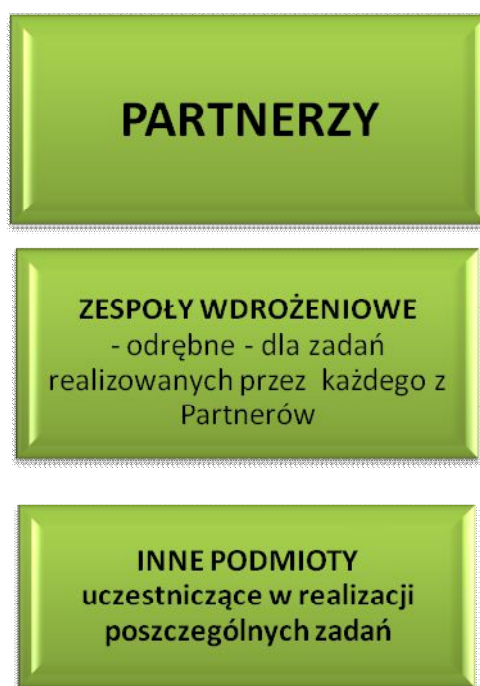 PARTNERZY
ZESPOŁY WDROŻENIOWE
- odrębne - dla zadań
realizowanych przez każdego z
Partnerów
INNE PODMIOTY
uczestniczące w realizacji
poszczególnych zadań